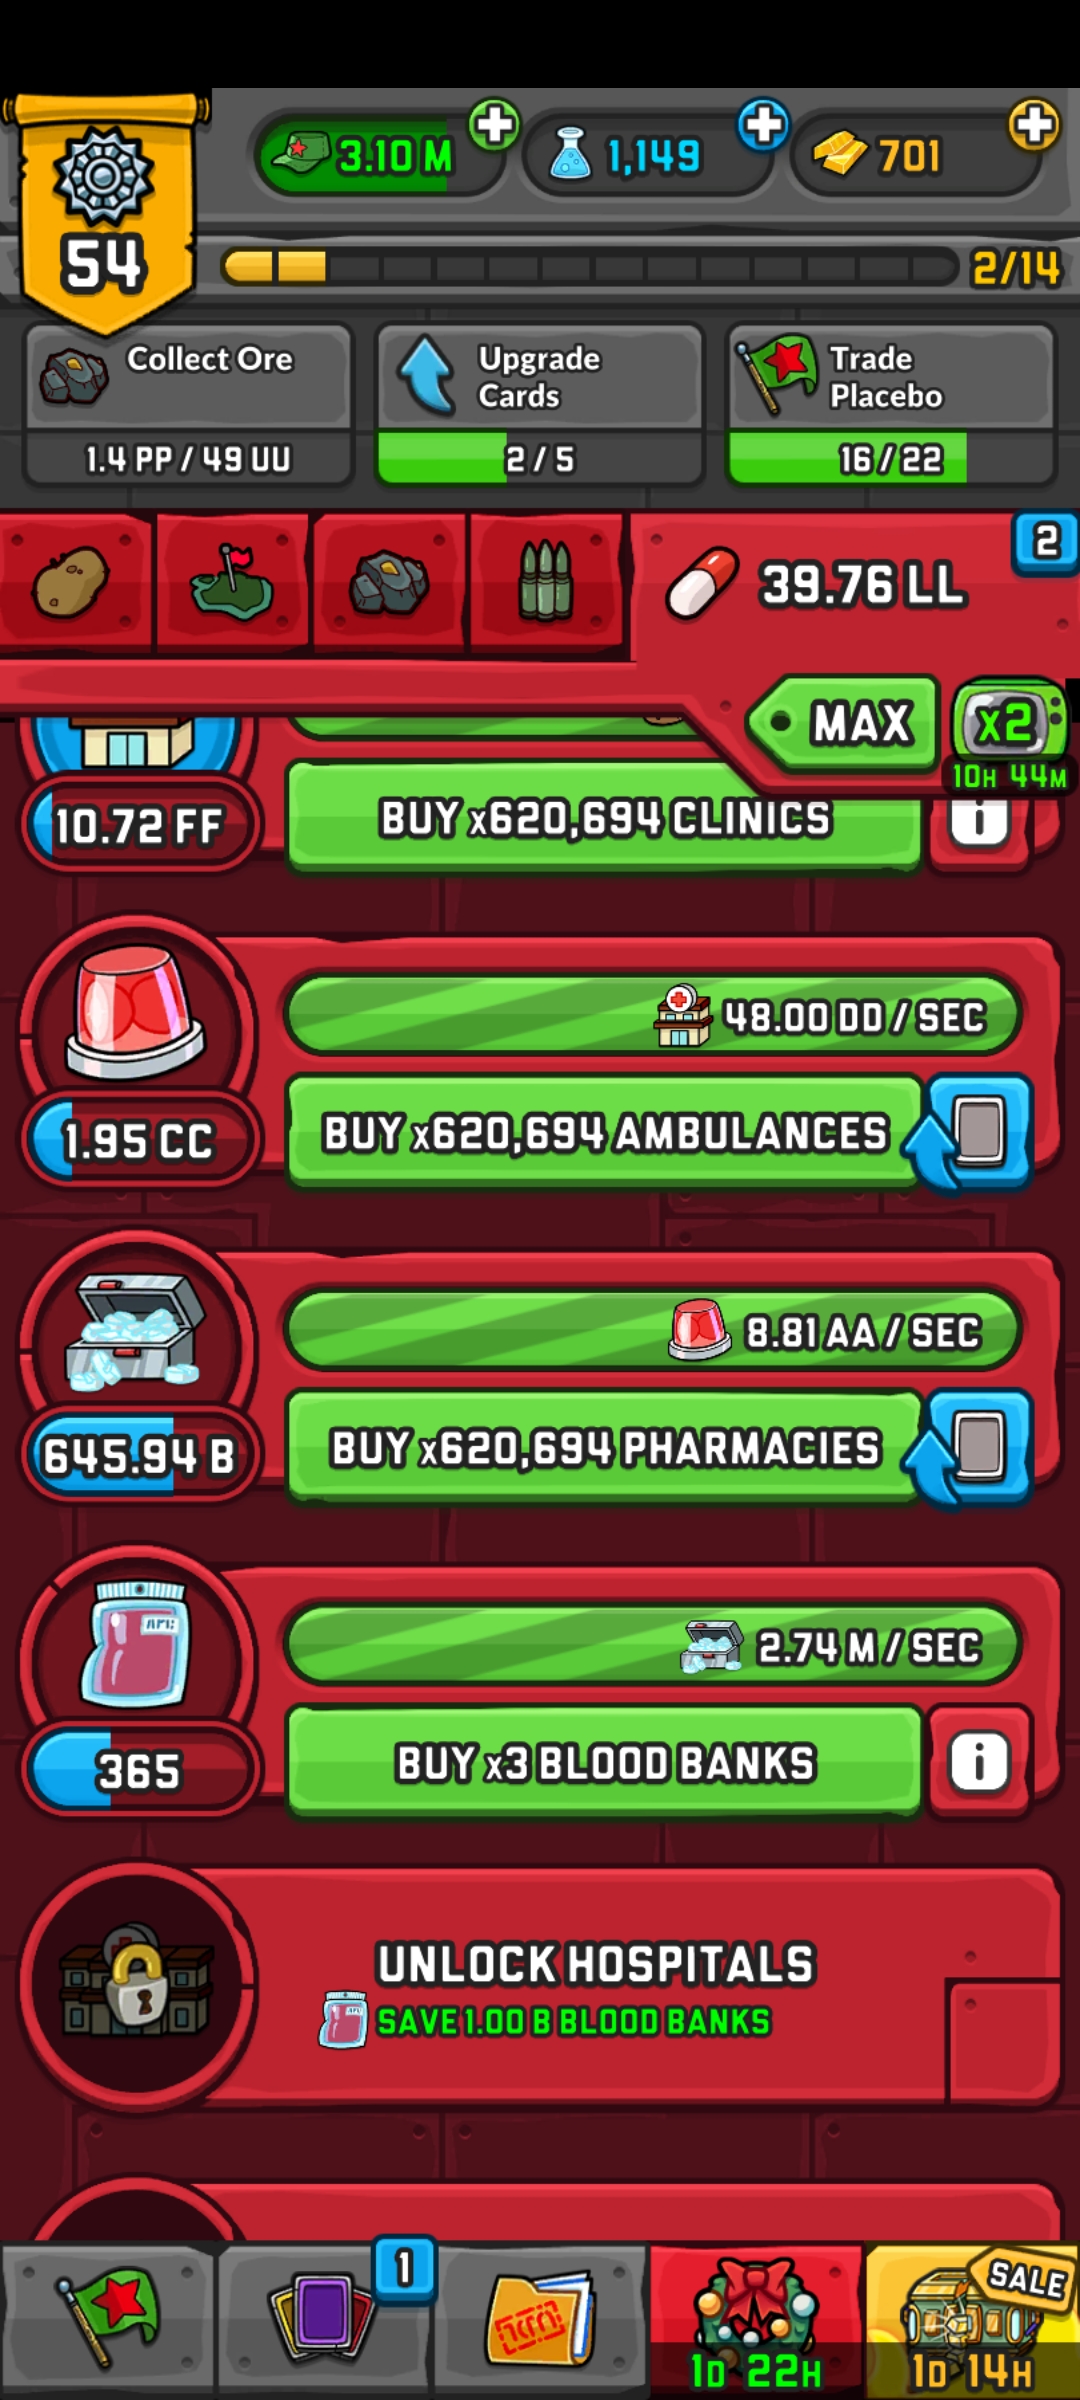 54
3.10 M
1,149
701
2/14
Collect Ore
1.4 PP / 49 UU
Upgrade
Cards
2 / 5
Trade
Placebo
16 / 22
39.76 LL
2
MAX
x2
10H 44M
10.72 FF
BUY x620,694 CLINICS
i
48.00 DD / SEC
1.95 CC
BUY x620,694 AMBULANCES
8.81 AA / SEC
645.94 B
BUY x620,694 PHARMACIES
2.74 M / SEC
365
BUY x3 BLOOD BANKS
i
UNLOCK HOSPITALS
SAVE 1.00 B BLOOD BANKS
1
SALE
1D 22H
1D 14H